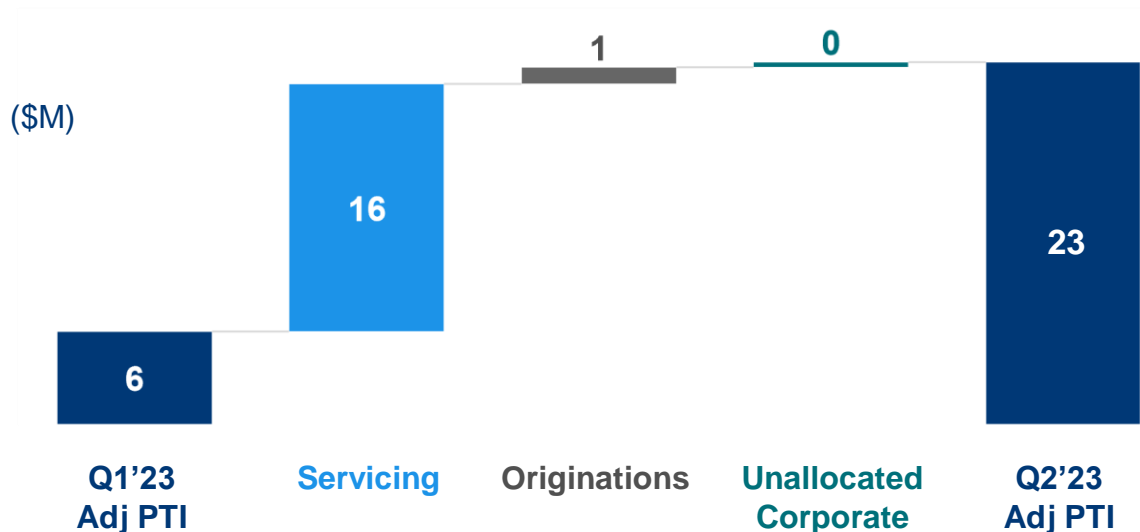 1
0
($M)
16
23
6
Q1’23
Adj PTI
Servicing
Originations
Unallocated
Corporate
Q2’23
Adj PTI